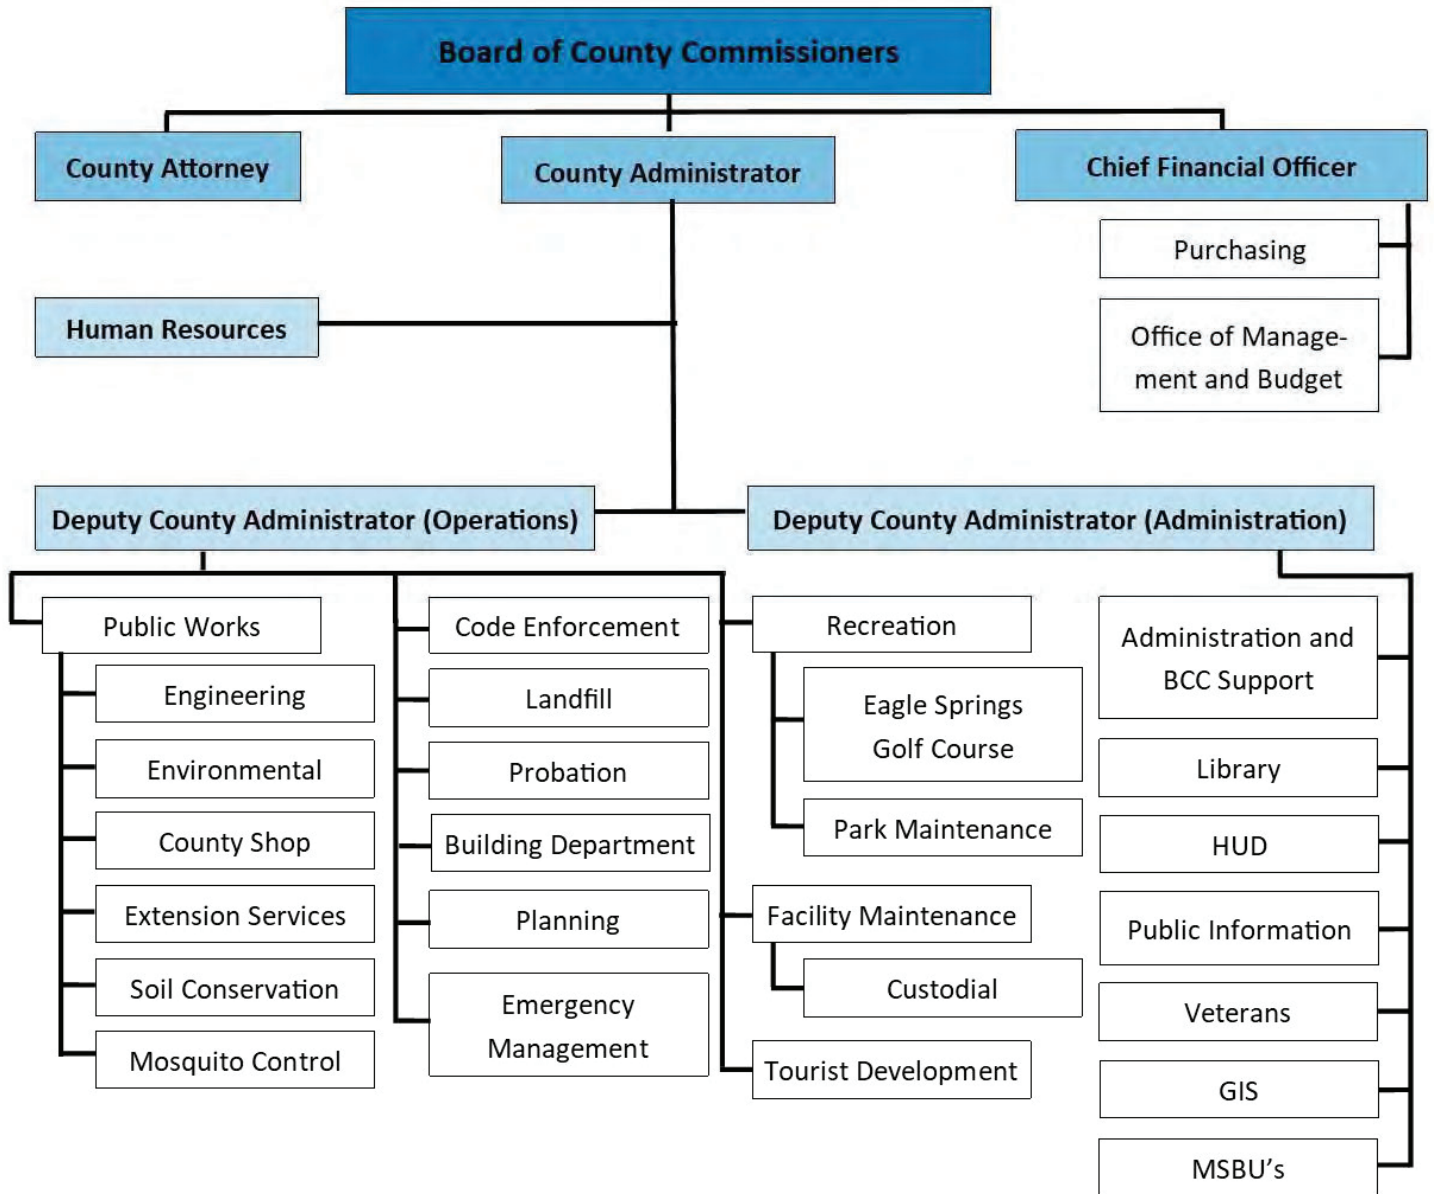 Board of County Commissioners
County Attorney
County Administrator
Chief Financial Officer
Purchasing
Office of Manage-
ment and Budget
Human Resources
Deputy County Administrator (Operations)
Deputy County Administrator (Administration)
Public Works
Engineering
Environmental
County Shop
Extension Services
Soil Conservation
Mosquito Control
Code Enforcement
Landfill
Probation
Building Department
Planning
Emergency
Management
Recreation
Eagle Springs
Golf Course
Park Maintenance
Facility Maintenance
Custodial
Tourist Development
Administration and
BCC Support
Library
HUD
Public Information
Veterans
GIS
MSBU’s